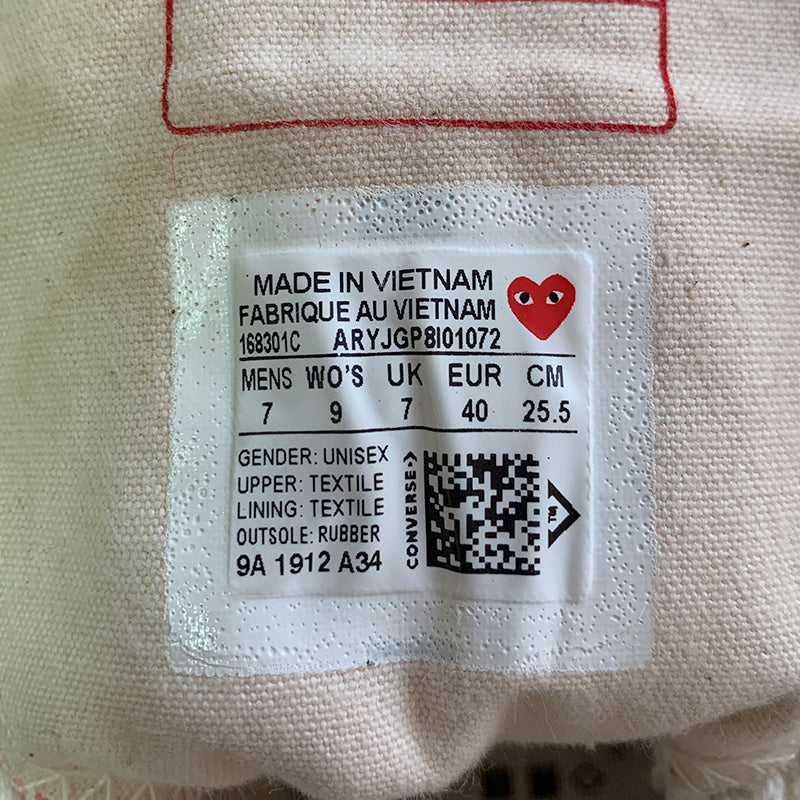 MADE IN VIETNAM
FABRIQUE AU VIETNAM
168301C ARYJGP8I01072
MENS WO'S UK EUR CM
7 9 7 40 25.5
GENDER: UNISEX
UPPER: TEXTILE
LINING: TEXTILE
OUTSOLE: RUBBER
9A 1912 A34
CONVERSE
TM